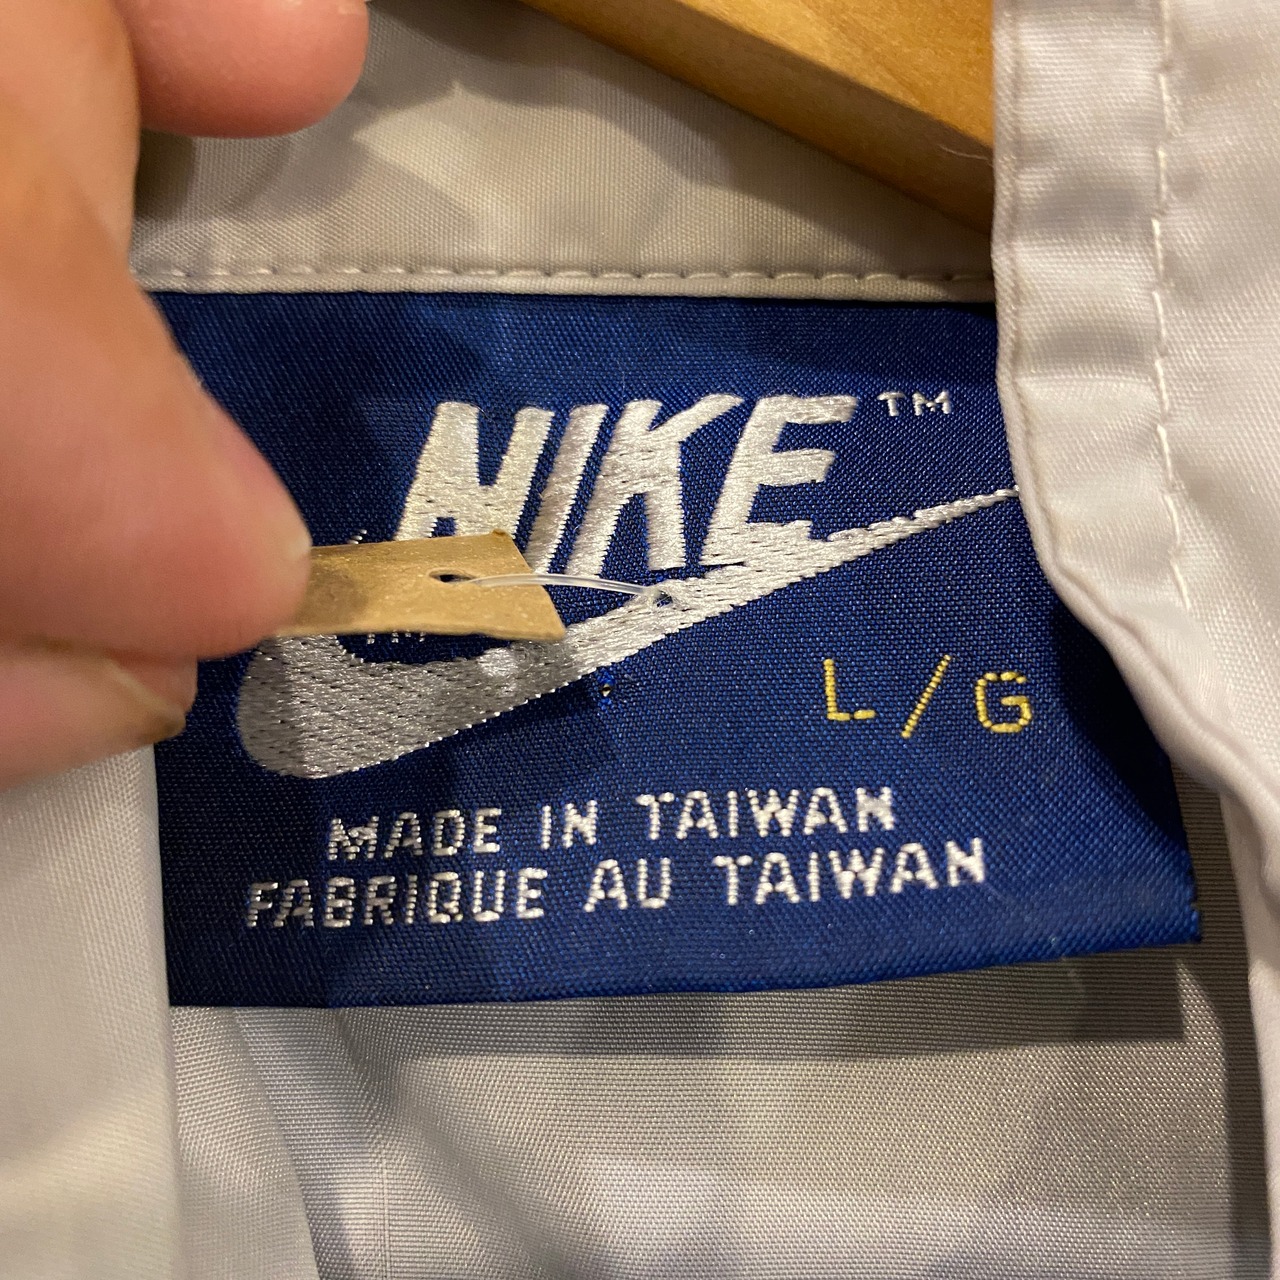 NIKE™
L/G
MADE IN TAIWAN
FABRIQUE AU TAIWAN